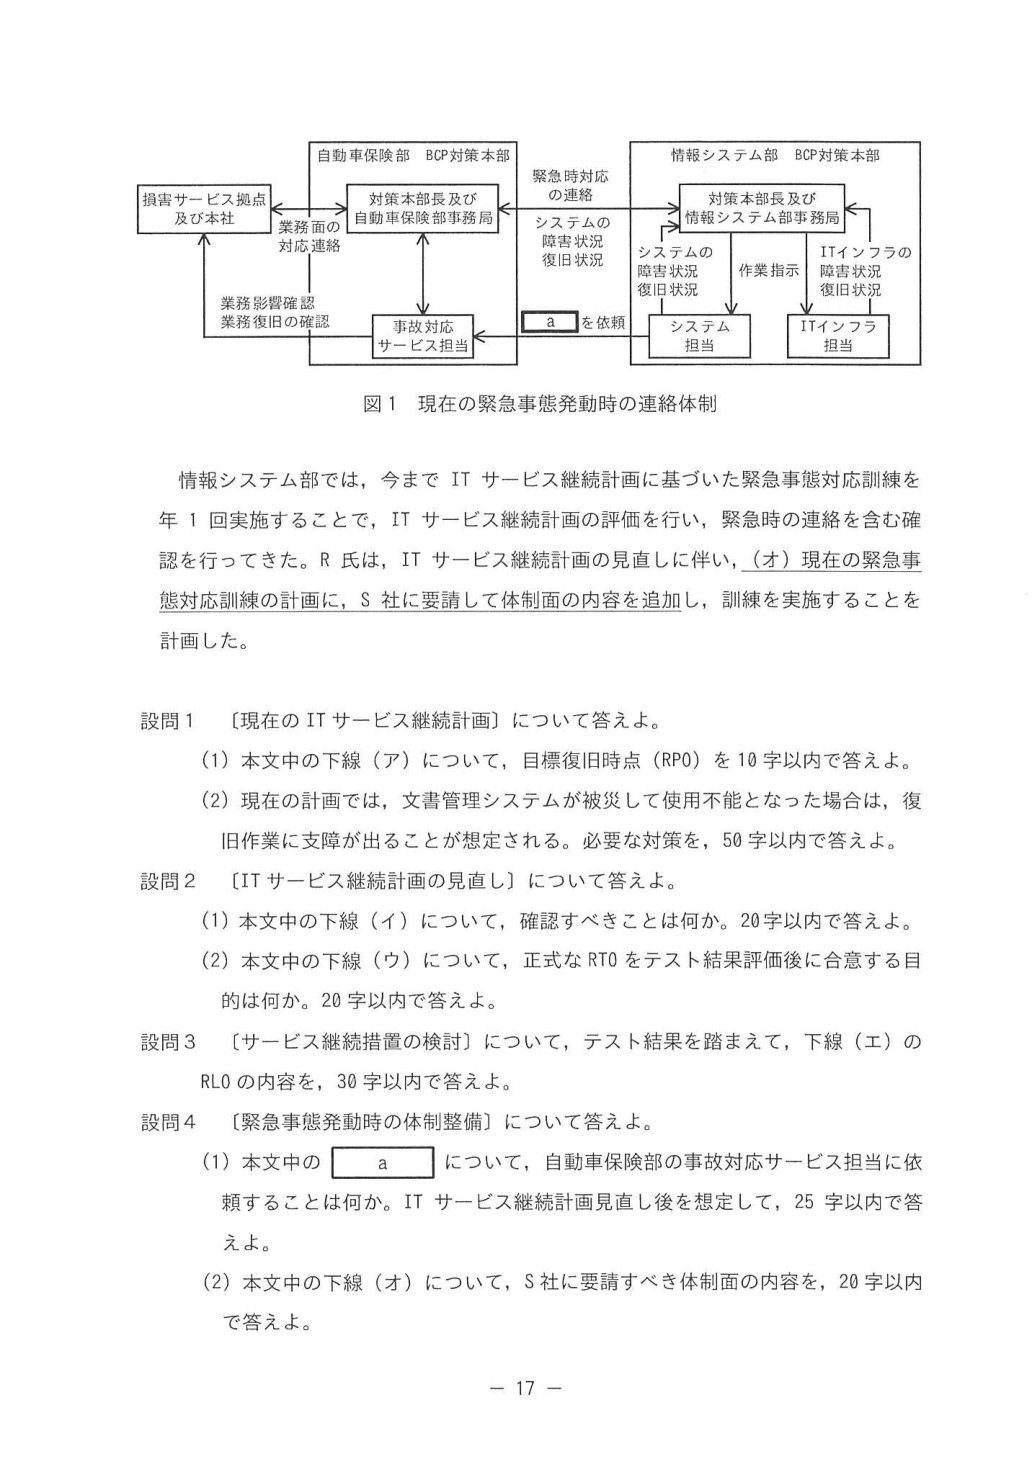 自動車保険部 BCP対策本部
情報システム部 BCP対策本部
損害サービス拠点
及び本社
対策本部長及び
自動車保険部事務局
緊急時対応
の連絡
対策本部長及び
情報システム部事務局
業務面の
対応連絡
システムの
障害状況
復旧状況
システムの
障害状況
復旧状況
作業指示
ITインフラの
障害状況
復旧状況
業務影響確認
業務復旧の確認
事故対応
サービス担当
a を依頼
システム
担当
ITインフラ
担当
図1 現在の緊急事態発動時の連絡体制
情報システム部では，今まで IT サービス継続計画に基づいた緊急事態対応訓練を
年 1 回実施することで，IT サービス継続計画の評価を行い，緊急時の連絡を含む確
認を行ってきた。R 氏は，IT サービス継続計画の見直しに伴い，（オ）現在の緊急事
態対応訓練の計画に，S 社に要請して体制面の内容を追加し，訓練を実施することを
計画した。
設問1 〔現在の IT サービス継続計画〕について答えよ。
(1) 本文中の下線（ア）について，目標復旧時点（RPO）を 10 字以内で答えよ。
(2) 現在の計画では，文書管理システムが被災して使用不能となった場合は，復
旧作業に支障が出ることが想定される。必要な対策を，50 字以内で答えよ。
設問2 〔IT サービス継続計画の見直し〕について答えよ。
(1) 本文中の下線（イ）について，確認すべきことは何か。20字以内で答えよ。
(2) 本文中の下線（ウ）について，正式な RTO をテスト結果評価後に合意する目
的は何か。20 字以内で答えよ。
設問3 〔サービス継続措置の検討〕について，テスト結果を踏まえて，下線（エ）の
RLO の内容を，30 字以内で答えよ。
設問4 〔緊急事態発動時の体制整備〕について答えよ。
(1) 本文中の a について，自動車保険部の事故対応サービス担当に依
頼することは何か。IT サービス継続計画見直し後を想定して，25 字以内で答
えよ。
(2) 本文中の下線（オ）について，S 社に要請すべき体制面の内容を，20 字以内
で答えよ。
－ 17 －